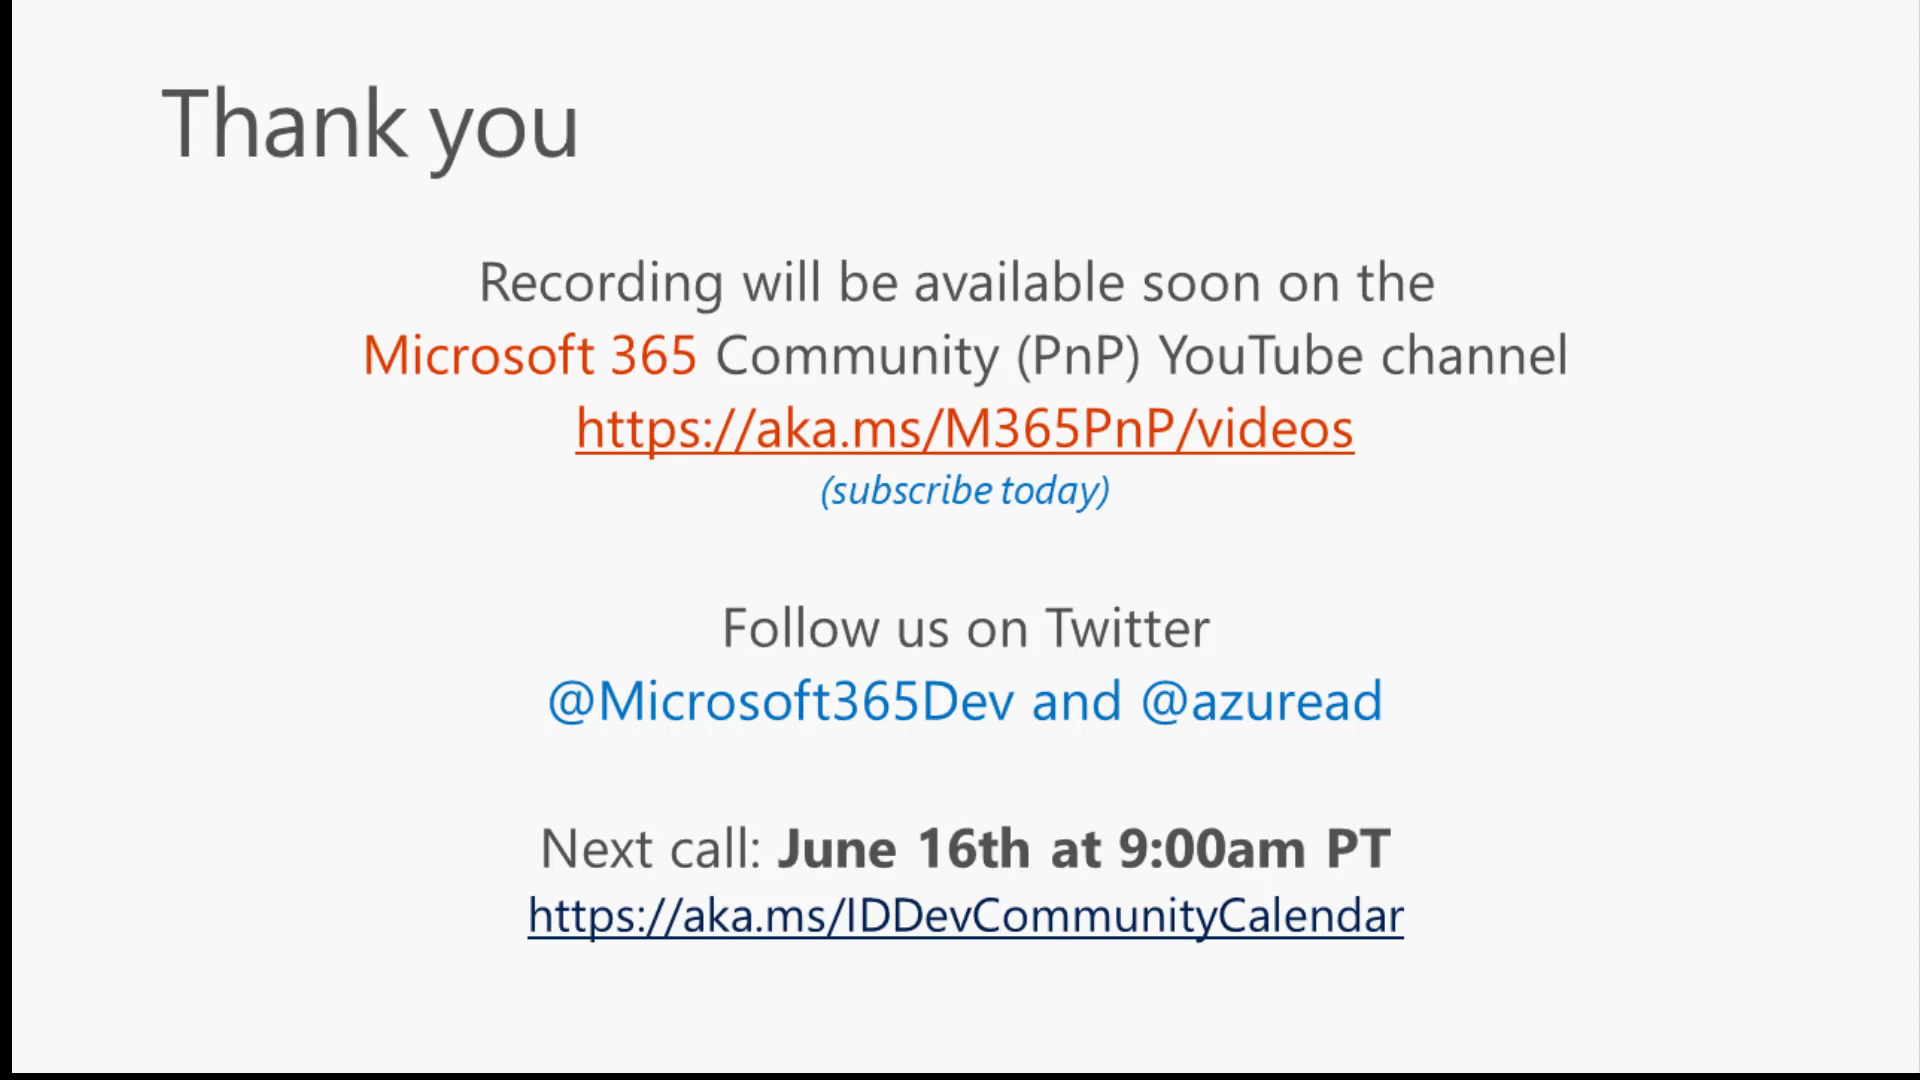 Thank you
Recording will be available soon on the
Microsoft 365 Community (PnP) YouTube channel
https://aka.ms/M365PnP/videos
(subscribe today)
Follow us on Twitter
@Microsoft365Dev and @azuread
Next call: June 16th at 9:00am PT
https://aka.ms/IDDevCommunityCalendar